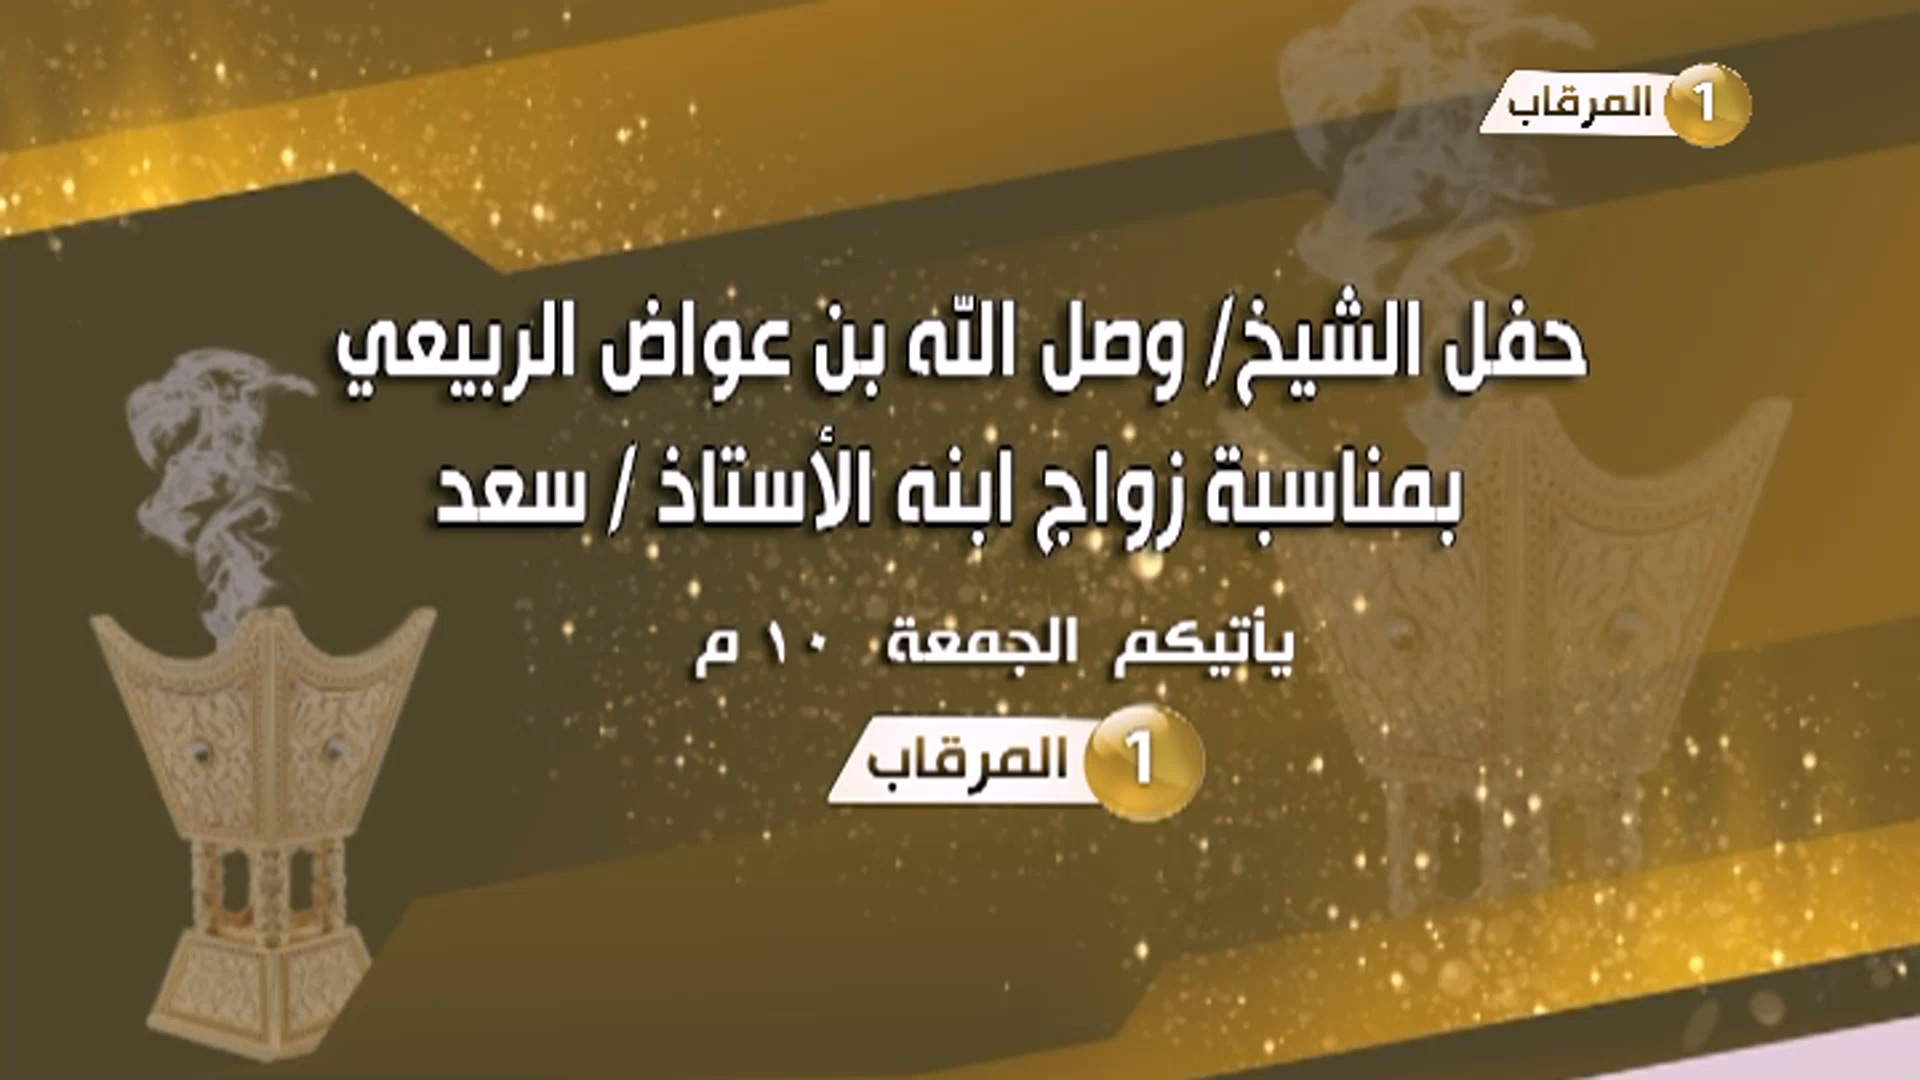 المرقاب 1
حفل الشيخ/ وصل الله بن عواض الربيعي
بمناسبة زواج ابنه الأستاذ / سعد
يأتيكم الجمعة ١٠ م
المرقاب 1